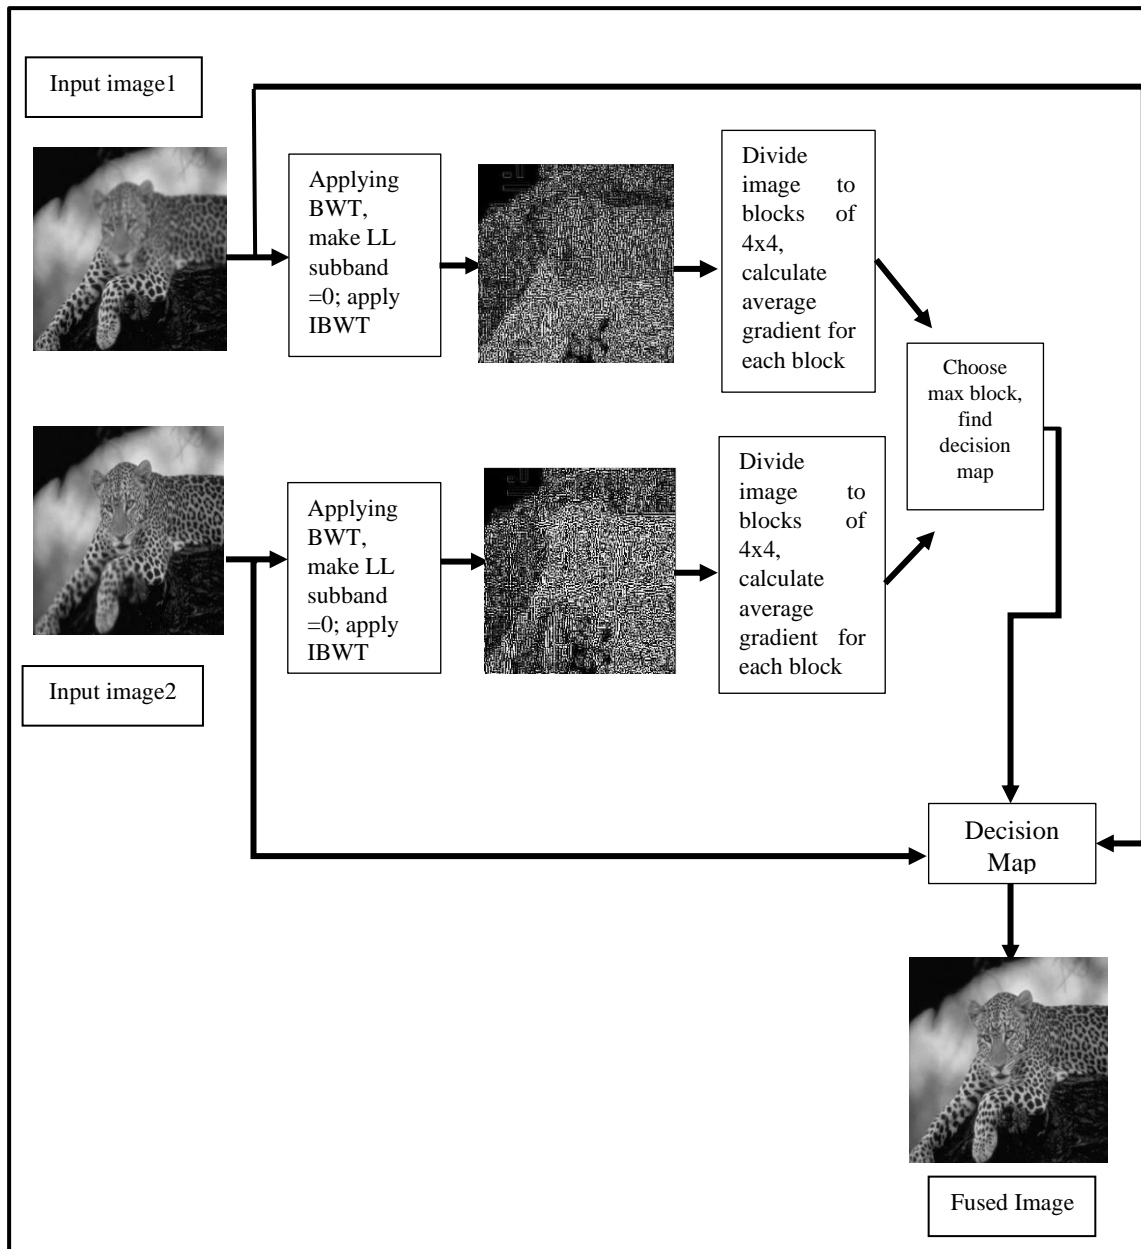 Input image1
Applying
BWT,
make LL
subband
=0; apply
IBWT
Divide
image to
blocks of
4x4,
calculate
average
gradient for
each block
Choose
max block,
find
decision
map
Applying
BWT,
make LL
subband
=0; apply
IBWT
Divide
image to
blocks of
4x4,
calculate
average
gradient for
each block
Input image2
Decision
Map
Fused Image